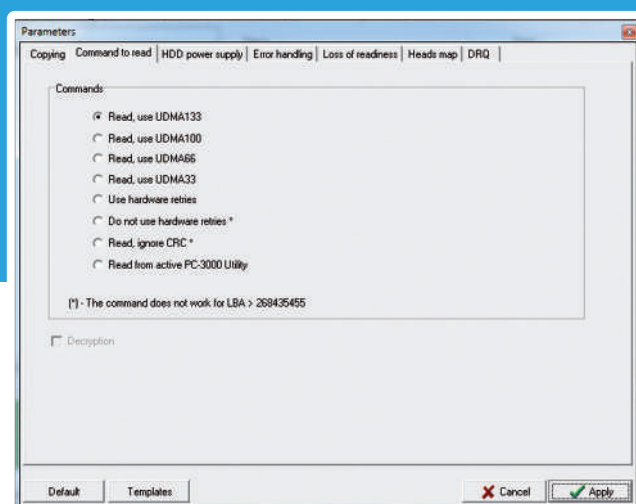 Parameters
Copying Command to read HDD power supply Error handling Loss of readiness Heads map DRQ
Commands
Read, use UDMA133
Read, use UDMA100
Read, use UDMA66
Read, use UDMA33
Use hardware retries
Do not use hardware retries *
Read, ignore CRC *
Read from active PC-3000 Utility
(*) - The command does not work for LBA > 268435455
Decryption
Default Templates Cancel Apply